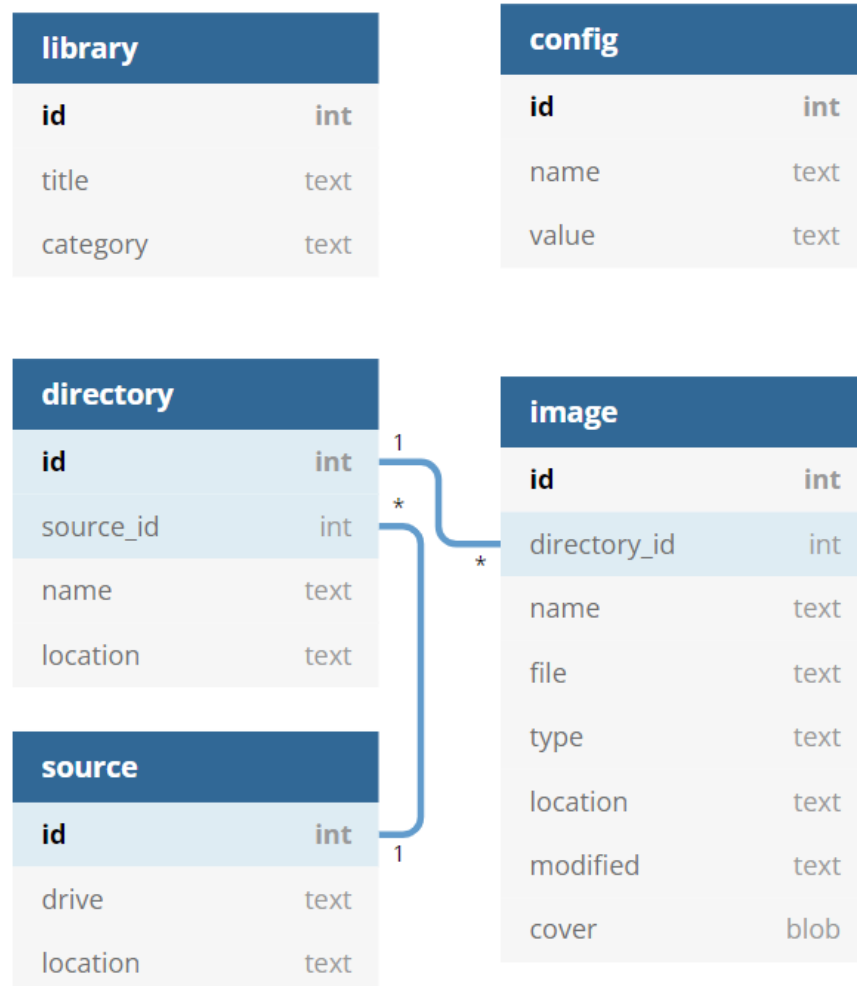 library
id int
title text
category text
config
id int
name text
value text
directory
id int
source_id int
name text
location text
1
*
*
image
id int
directory_id int
name text
file text
type text
location text
modified text
cover blob
source
id int
drive text
location text
1